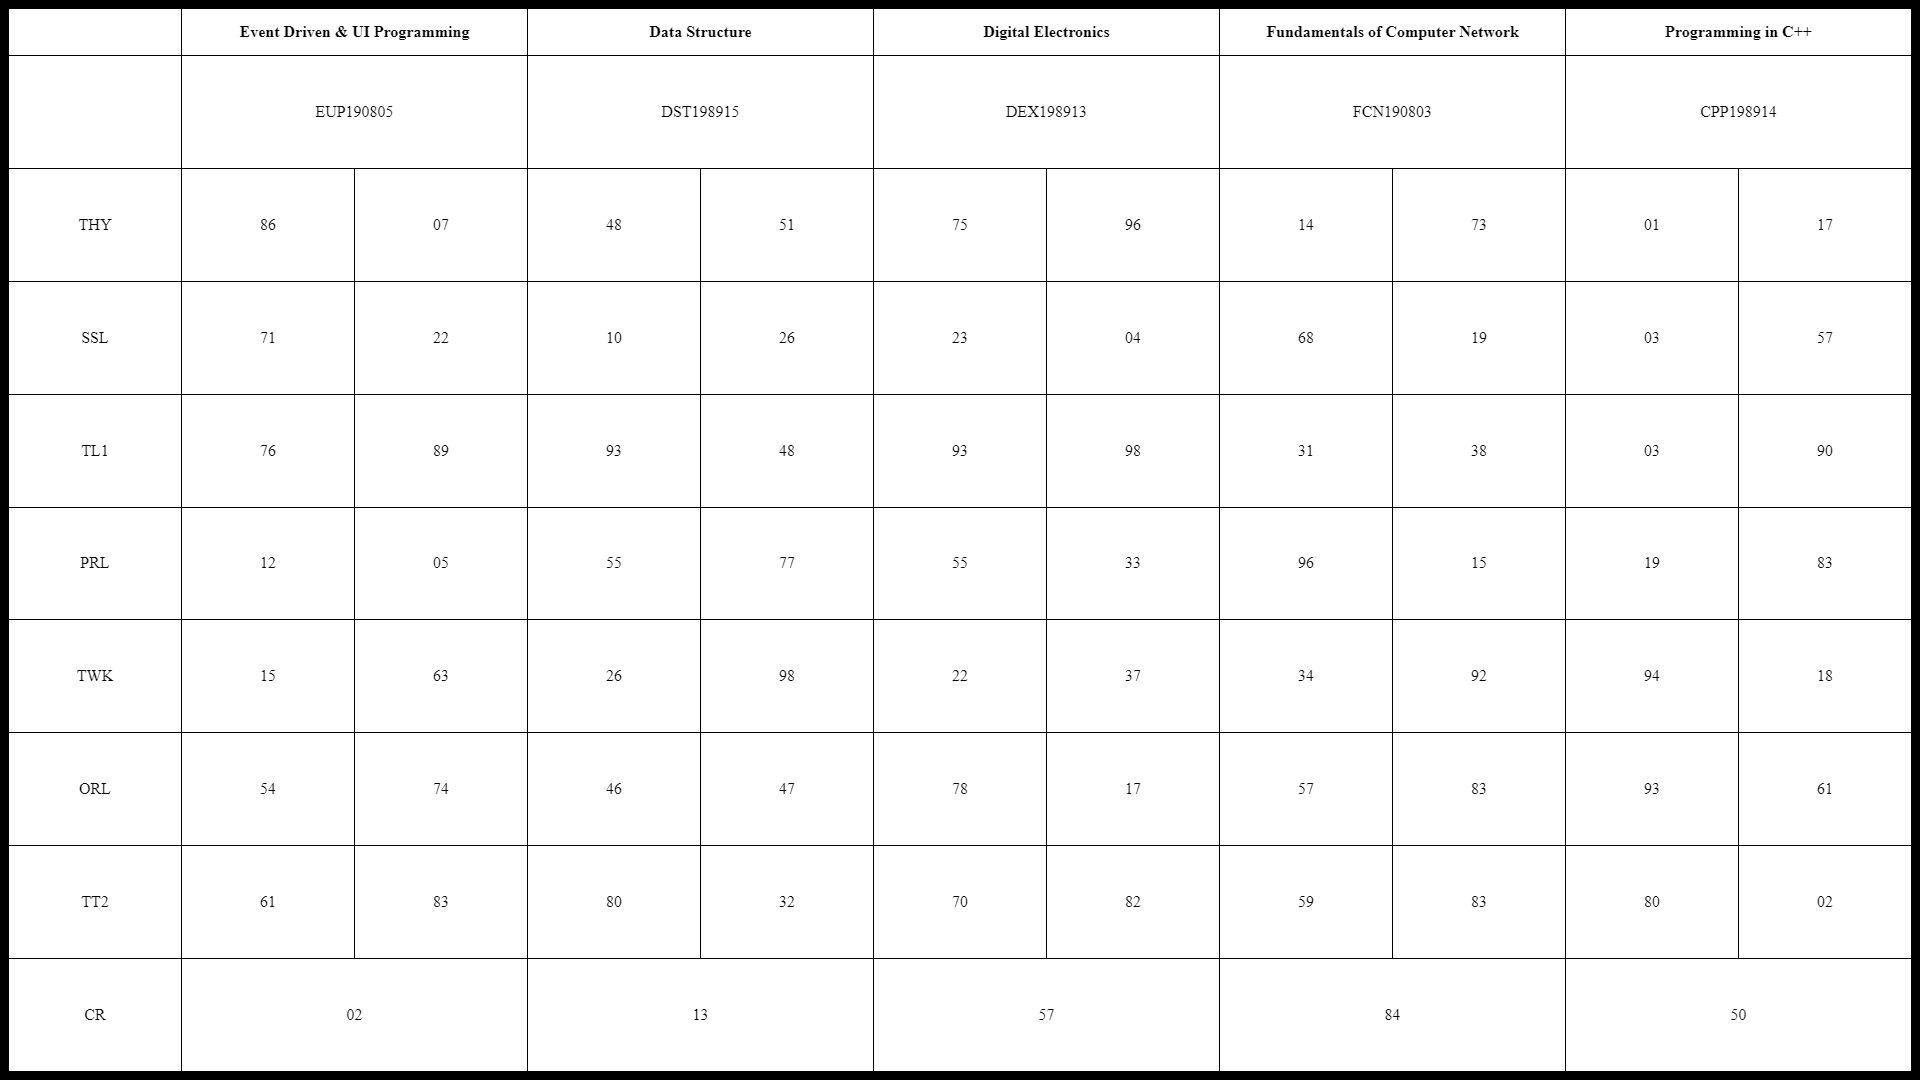 Event Driven & UI Programming Data Structure Digital Electronics Fundamentals of Computer Network Programming in C++
EUP190805 DST198915 DEX198913 FCN190803 CPP198914
THY 86 07 48 51 75 96 14 73 01 17
SSL 71 22 10 26 23 04 68 19 03 57
TL1 76 89 93 48 93 98 31 38 03 90
PRL 12 05 55 77 55 33 96 15 19 83
TWK 15 63 26 98 22 37 34 92 94 18
ORL 54 74 46 47 78 17 57 83 93 61
TT2 61 83 80 32 70 82 59 83 80 02
CR 02 13 57 84 50